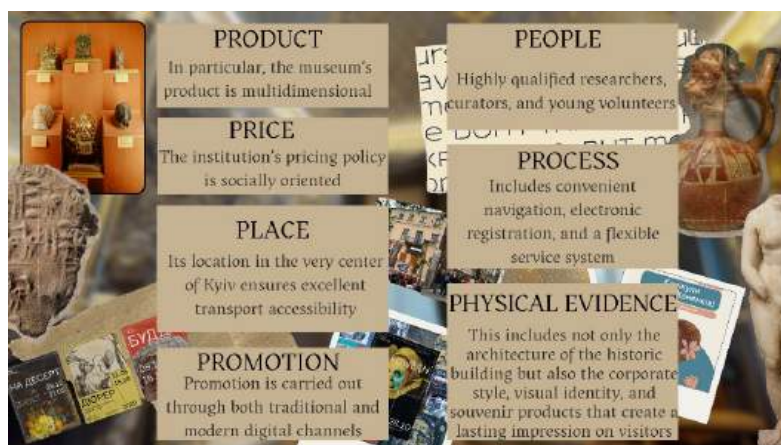 PRODUCT
In particular, the museum's
product is multidimensional
PRICE
The institution's pricing policy
is socially oriented
PLACE
Its location in the very center
of Kyiv ensures excellent
transport accessibility
PROMOTION
Promotion is carried out
through both traditional and
modern digital channels
PEOPLE
Highly qualified researchers,
curators, and young volunteers
PROCESS
Includes convenient
navigation, electronic
registration, and a flexible
service system
PHYSICAL EVIDENCE
This includes not only the
architecture of the historic
building but also the corporate
style, visual identity, and
souvenir products that create a
lasting impression on visitors
НА ДЕСЕРТ
ДЮРЕР
БУДД